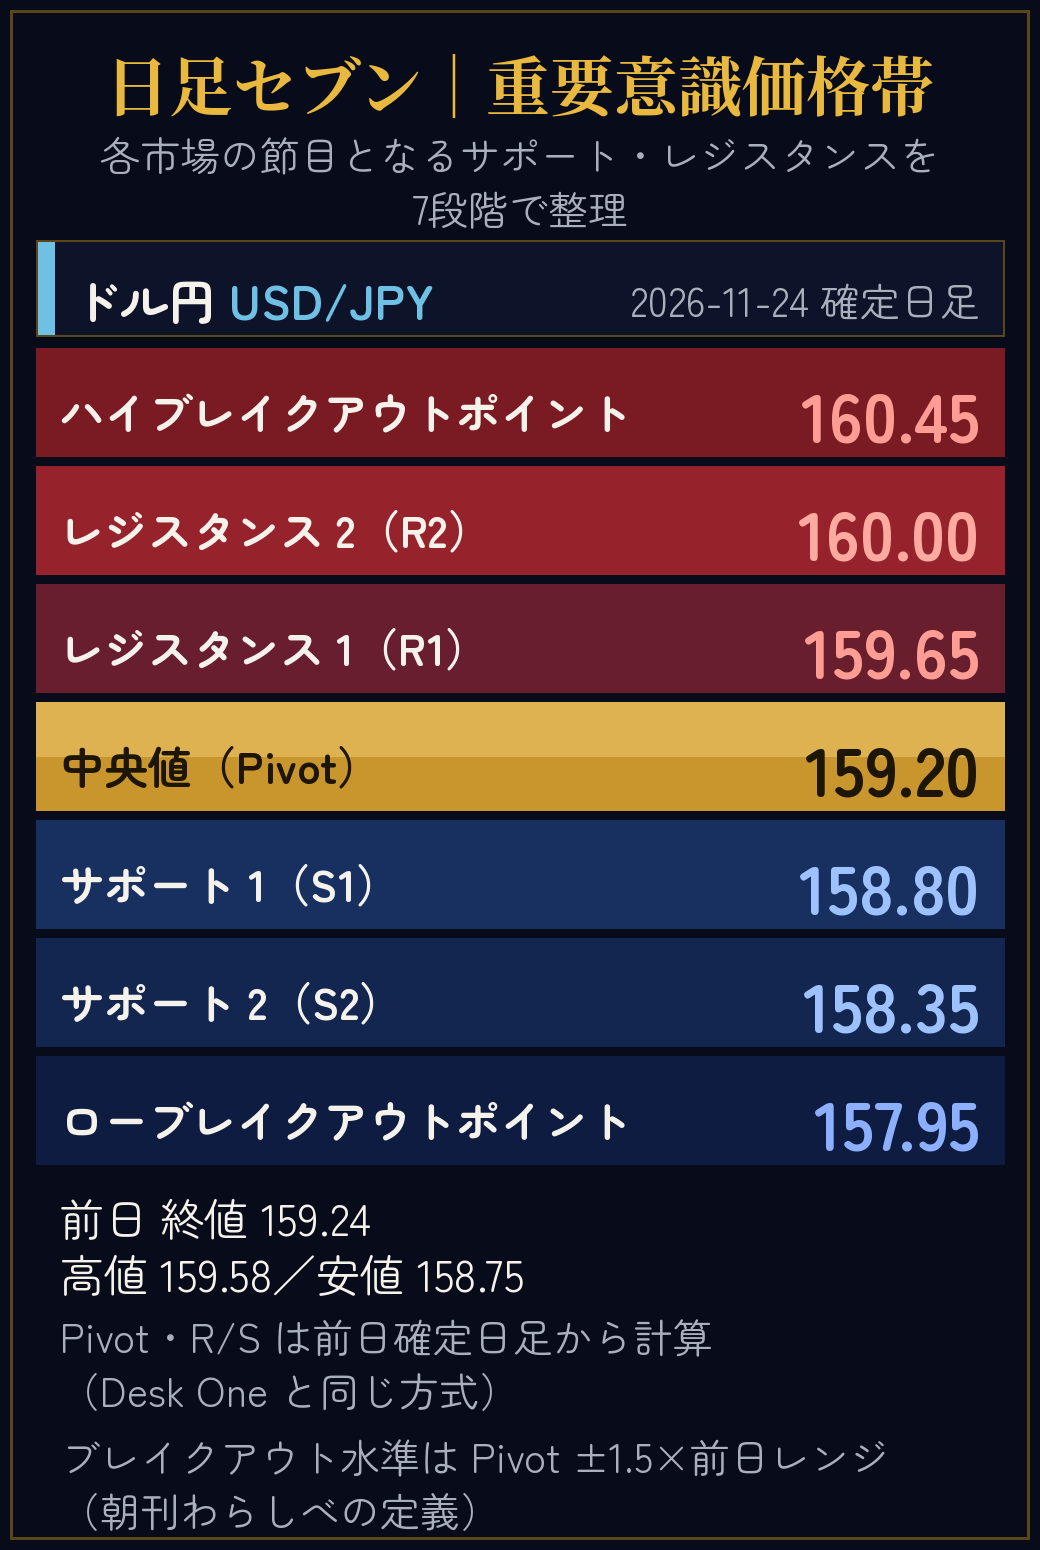 日足セブン｜重要意識価格帯
各市場の節目となるサポート・レジスタンスを
7段階で整理
ドル円 USD/JPY 2026-11-24 確定日足
ハイブレイクアウトポイント 160.45
レジスタンス 2（R2） 160.00
レジスタンス 1（R1） 159.65
中央値（Pivot） 159.20
サポート 1（S1） 158.80
サポート 2（S2） 158.35
ローブレイクアウトポイント 157.95
前日 終値 159.24
高値 159.58／安値 158.75
Pivot・R/S は前日確定日足から計算
（Desk One と同じ方式）
ブレイクアウト水準は Pivot ±1.5×前日レンジ
（朝刊わらしべの定義）